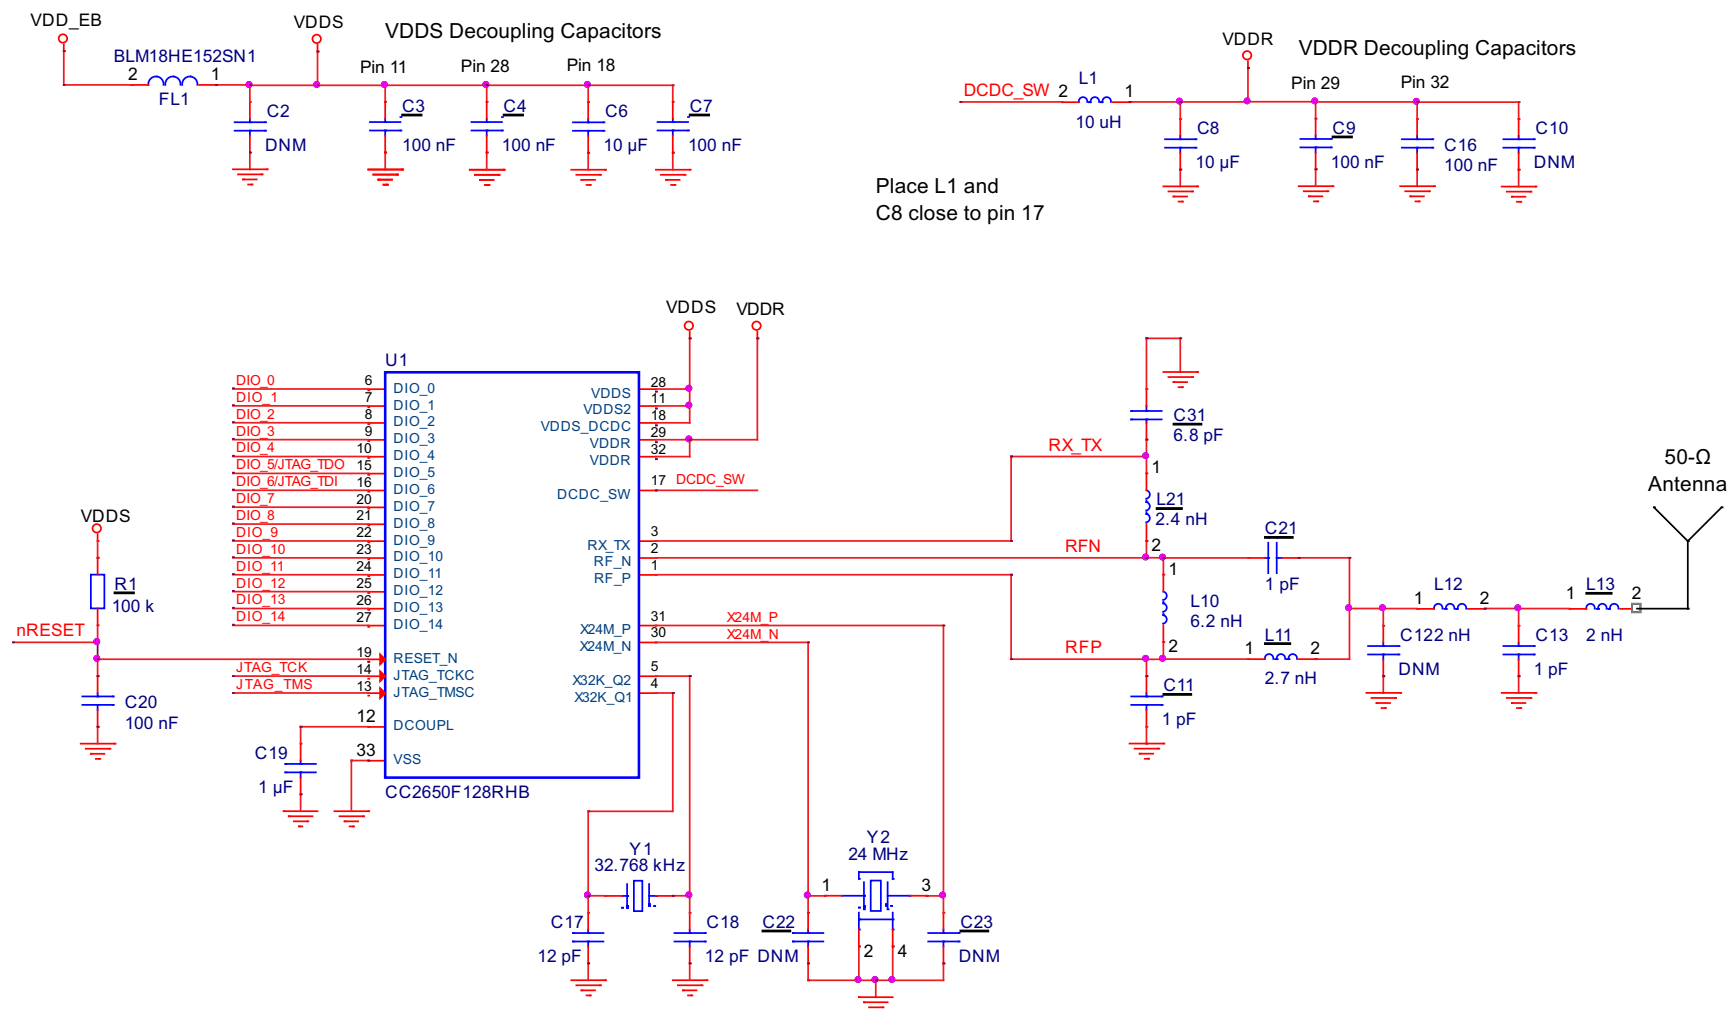 VDD_EB
VDDS
VDDS Decoupling Capacitors
BLM18HE152SN1
2
1
FL1
Pin 11
Pin 28
Pin 18
C2
DNM
C3
100 nF
C4
100 nF
C6
10 µF
C7
100 nF
VDDR
VDDR Decoupling Capacitors
DCDC_SW
2
L1
1
10 uH
Pin 29
Pin 32
C8
10 µF
C9
100 nF
C16
100 nF
C10
DNM
Place L1 and
C8 close to pin 17
VDDS
VDDR
U1
DIO_0 6 DIO_0
DIO_1 7 DIO_1
DIO_2 8 DIO_2
DIO_3 9 DIO_3
DIO_4 10 DIO_4
DIO_5/JTAG_TDO 15 DIO_5
DIO_6/JTAG_TDI 16 DIO_6
DIO_7 20 DIO_7
DIO_8 21 DIO_8
DIO_9 22 DIO_9
DIO_10 23 DIO_10
DIO_11 24 DIO_11
DIO_12 25 DIO_12
DIO_13 26 DIO_13
DIO_14 27 DIO_14
19 RESET_N
JTAG_TCK 14 JTAG_TCKC
JTAG_TMS 13 JTAG_TMSC
12 DCOUPL
33 VSS
CC2650F128RHB
VDDS 28
VDDS2 11
VDDS_DCDC 18
VDDR 29
VDDR 32
DCDC_SW 17 DCDC_SW
RX_TX 3
RF_N 2
RF_P 1
X24M_P 31 X24M_P
X24M_N 30 X24M_N
X32K_Q2 5
X32K_Q1 4
VDDS
R1
100 k
nRESET
C20
100 nF
C19
1 µF
RX_TX
RFN
RFP
C31
6.8 pF
1
L21
2.4 nH
2
C21
1 pF
1
L10
6.2 nH
2
1
L11
2
2.7 nH
C11
1 pF
1
L12
2
C122 nH
DNM
C13
1 pF
1
L13
2
2 nH
50-Ω
Antenna
Y1
32.768 kHz
C17
12 pF
C18
12 pF
Y2
24 MHz
1
3
2
4
C22
DNM
C23
DNM